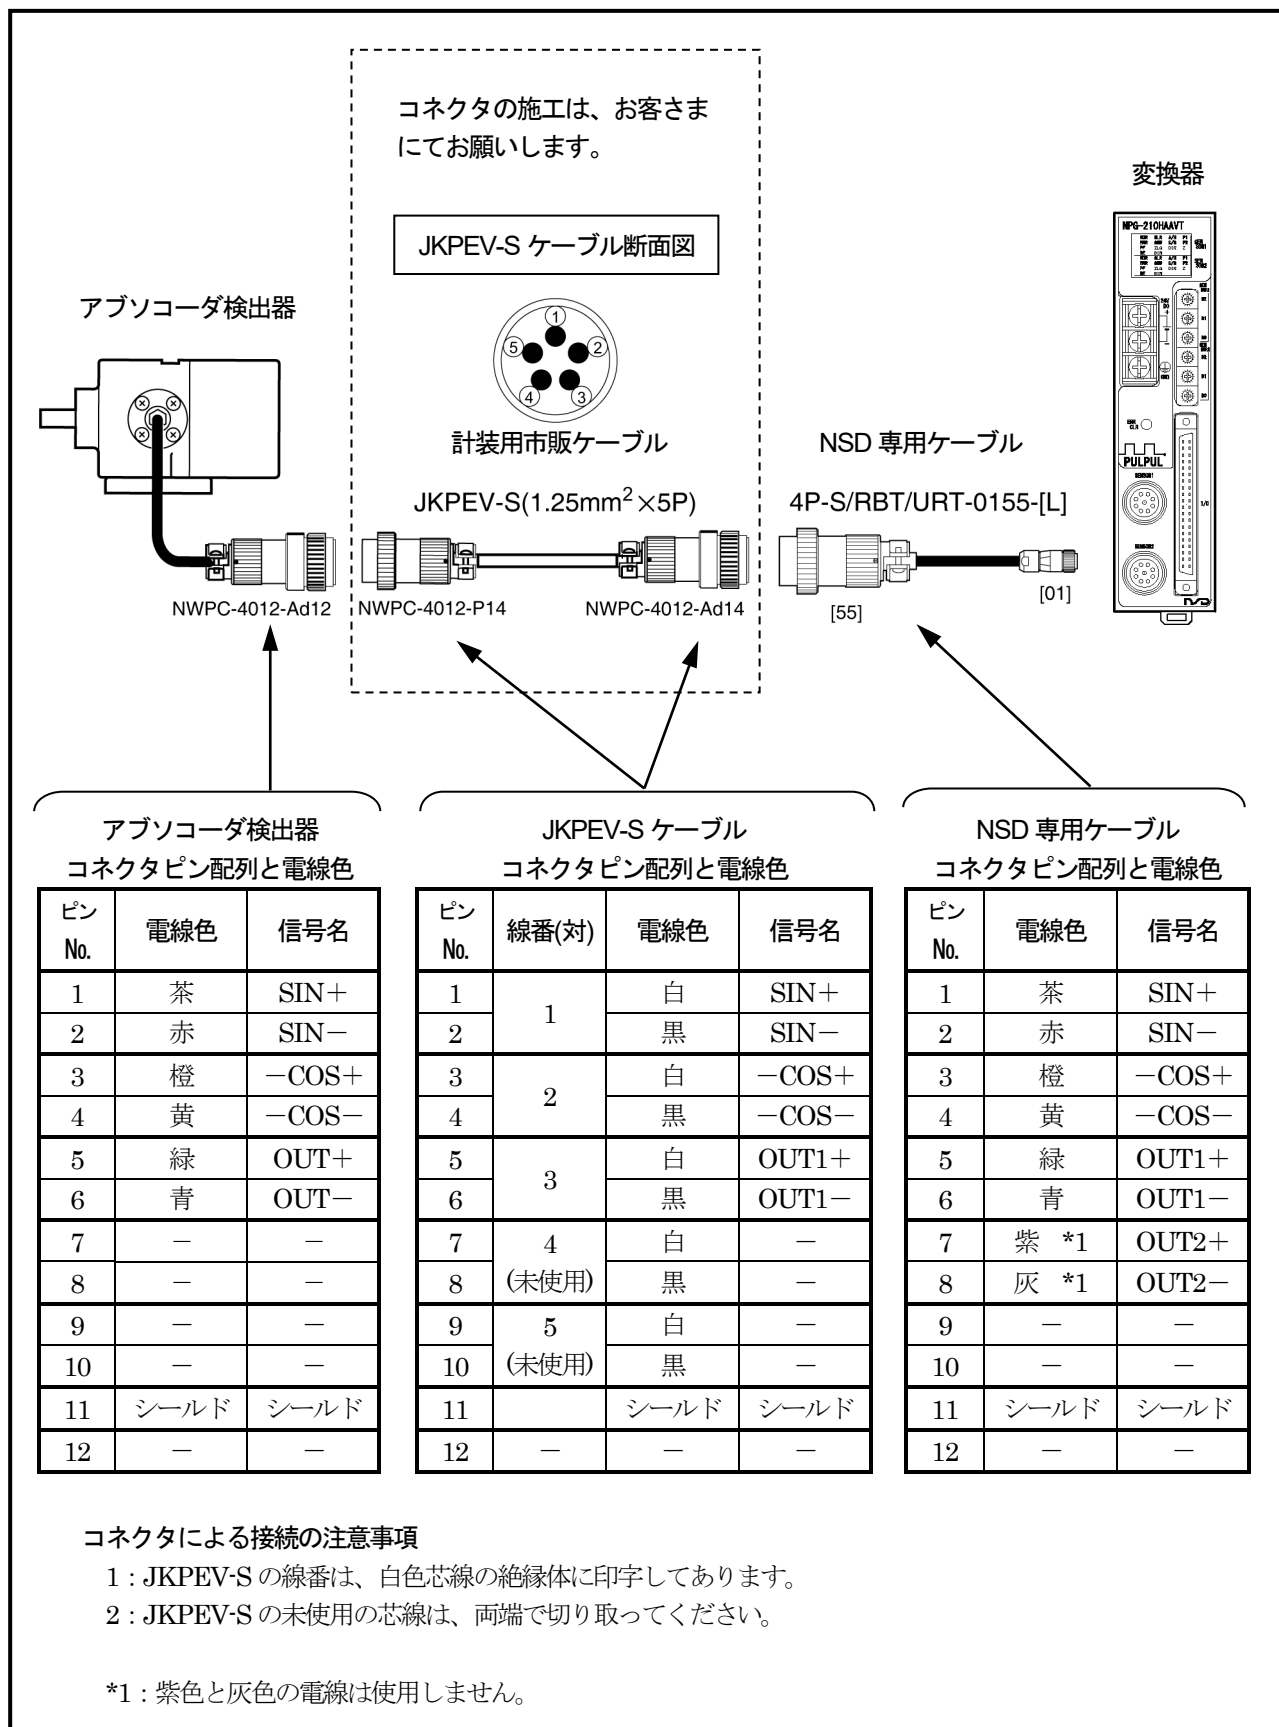 コネクタの施工は、お客さま
にてお願いします。
変換器
JKPEV-S ケーブル断面図
NPG-210HAAVT
アブソコーダ検出器
1
5
2
4
3
計装用市販ケーブル
NSD 専用ケーブル
PULPUL
SENSOR1
I/O
SENSOR2
JKPEV-S(1.25mm²×5P)
4P-S/RBT/URT-0155-[L]
NWPC-4012-Ad12
NWPC-4012-P14
NWPC-4012-Ad14
[55]
[01]
NSD
アブソコーダ検出器
コネクタピン配列と電線色
ピン No. 電線色 信号名
1 茶 SIN+
2 赤 SIN−
3 橙 −COS+
4 黄 −COS−
5 緑 OUT+
6 青 OUT−
7 − −
8 − −
9 − −
10 − −
11 シールド シールド
12 − −
JKPEV-S ケーブル
コネクタピン配列と電線色
ピン No. 線番(対) 電線色 信号名
1 1 白 SIN+
2 黒 SIN−
3 2 白 −COS+
4 黒 −COS−
5 3 白 OUT1+
6 黒 OUT1−
7 4 白 −
8 (未使用) 黒 −
9 5 白 −
10 (未使用) 黒 −
11 シールド シールド
12 − − −
NSD 専用ケーブル
コネクタピン配列と電線色
ピン No. 電線色 信号名
1 茶 SIN+
2 赤 SIN−
3 橙 −COS+
4 黄 −COS−
5 緑 OUT1+
6 青 OUT1−
7 紫 *1 OUT2+
8 灰 *1 OUT2−
9 − −
10 − −
11 シールド シールド
12 − −
コネクタによる接続の注意事項
1 : JKPEV-S の線番は、白色芯線の絶縁体に印字してあります。
2 : JKPEV-S の未使用の芯線は、両端で切り取ってください。
*1 : 紫色と灰色の電線は使用しません。